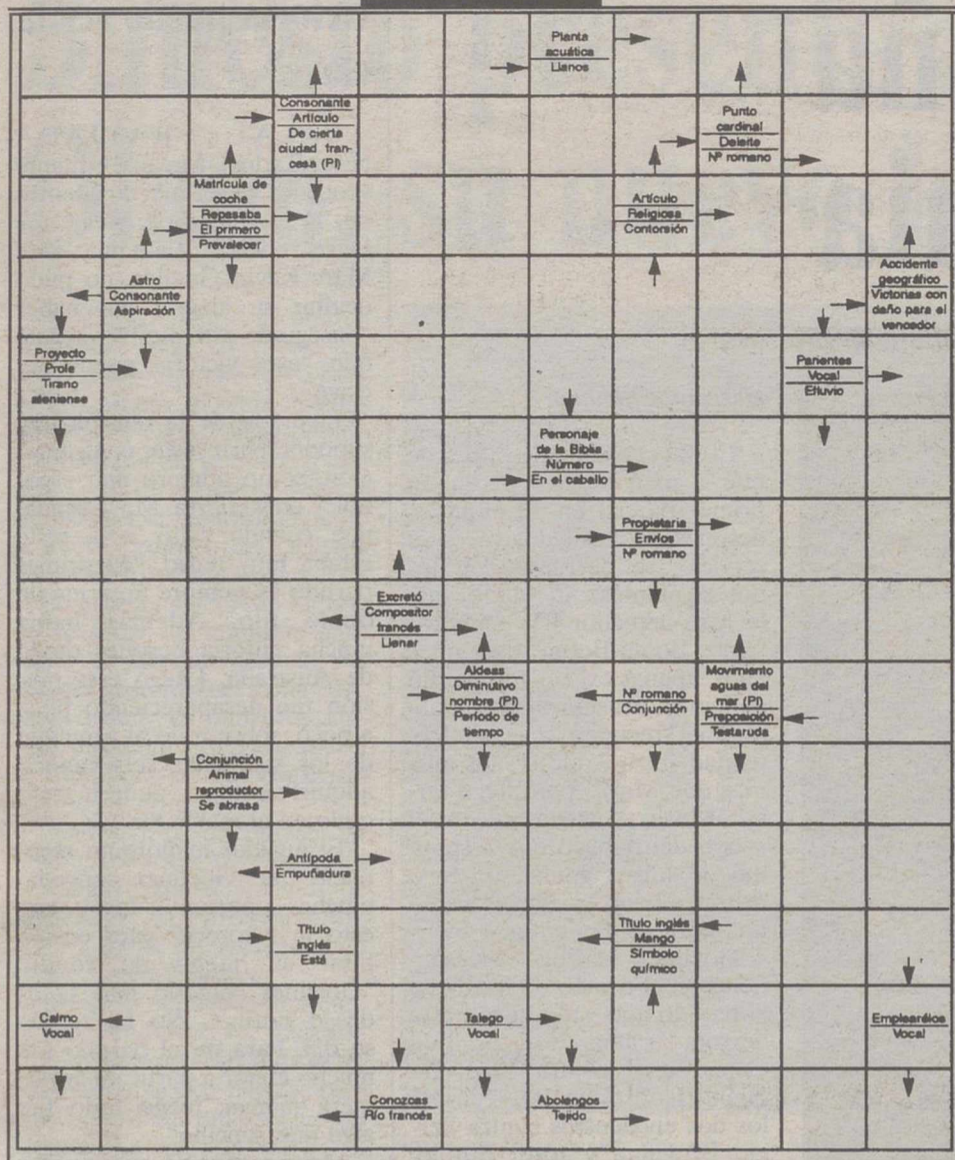 Planta
acuática
Llanos
Consonante
Artículo
De cierta
ciudad fran-
cesa (Pl)
Punto
cardinal
Deleite
Nº romano
Matrícula de
coche
Repasaba
El primero
Prevalecer
Artículo
Religiosa
Contorsión
Astro
Consonante
Aspiración
Accidente
geográfico
Victorias con
daño para el
vencedor
Proyecto
Prole
Tirano
ateniense
Parientes
Vocal
Efluvio
Personaje
de la Biblia
Número
En el caballo
Propietaria
Envíos
Nº romano
Excretó
Compositor
francés
Llenar
Aldeas
Diminutivo
nombre (Pl)
Período de
tiempo
Nº romano
Conjunción
Movimiento
aguas del
mar (Pl)
Preposición
Testaruda
Conjunción
Animal
reproductor
Se abrasa
Antípoda
Empuñadura
Título
inglés
Está
Título inglés
Mango
Símbolo
químico
Calmo
Vocal
Talego
Vocal
Emplearélos
Vocal
Conozcas
Río francés
Abolengos
Tejido